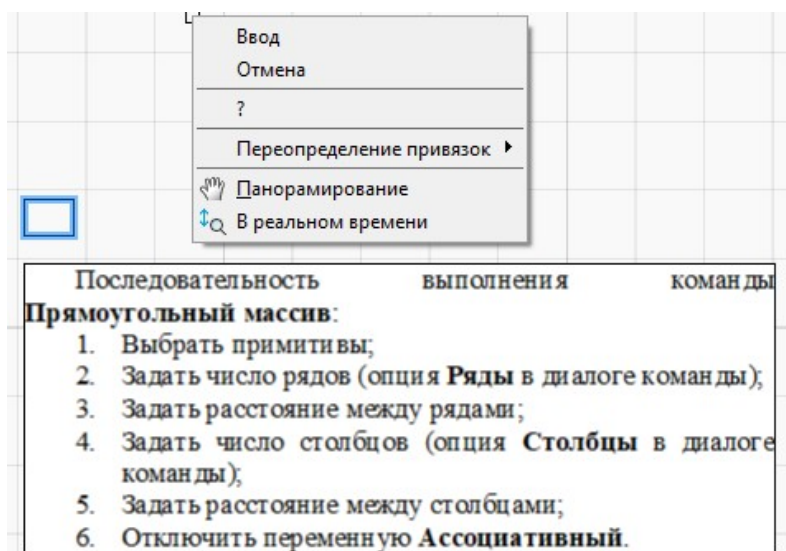 Ввод
Отмена
?
Переопределение привязок
Панорамирование
В реальном времени
Последовательность выполнения команды
Прямоугольный массив:
1. Выбрать примитивы;
2. Задать число рядов (опция Ряды в диалоге команды);
3. Задать расстояние между рядами;
4. Задать число столбцов (опция Столбцы в диалоге
команды);
5. Задать расстояние между столбцами;
6. Отключить переменную Ассоциативный.